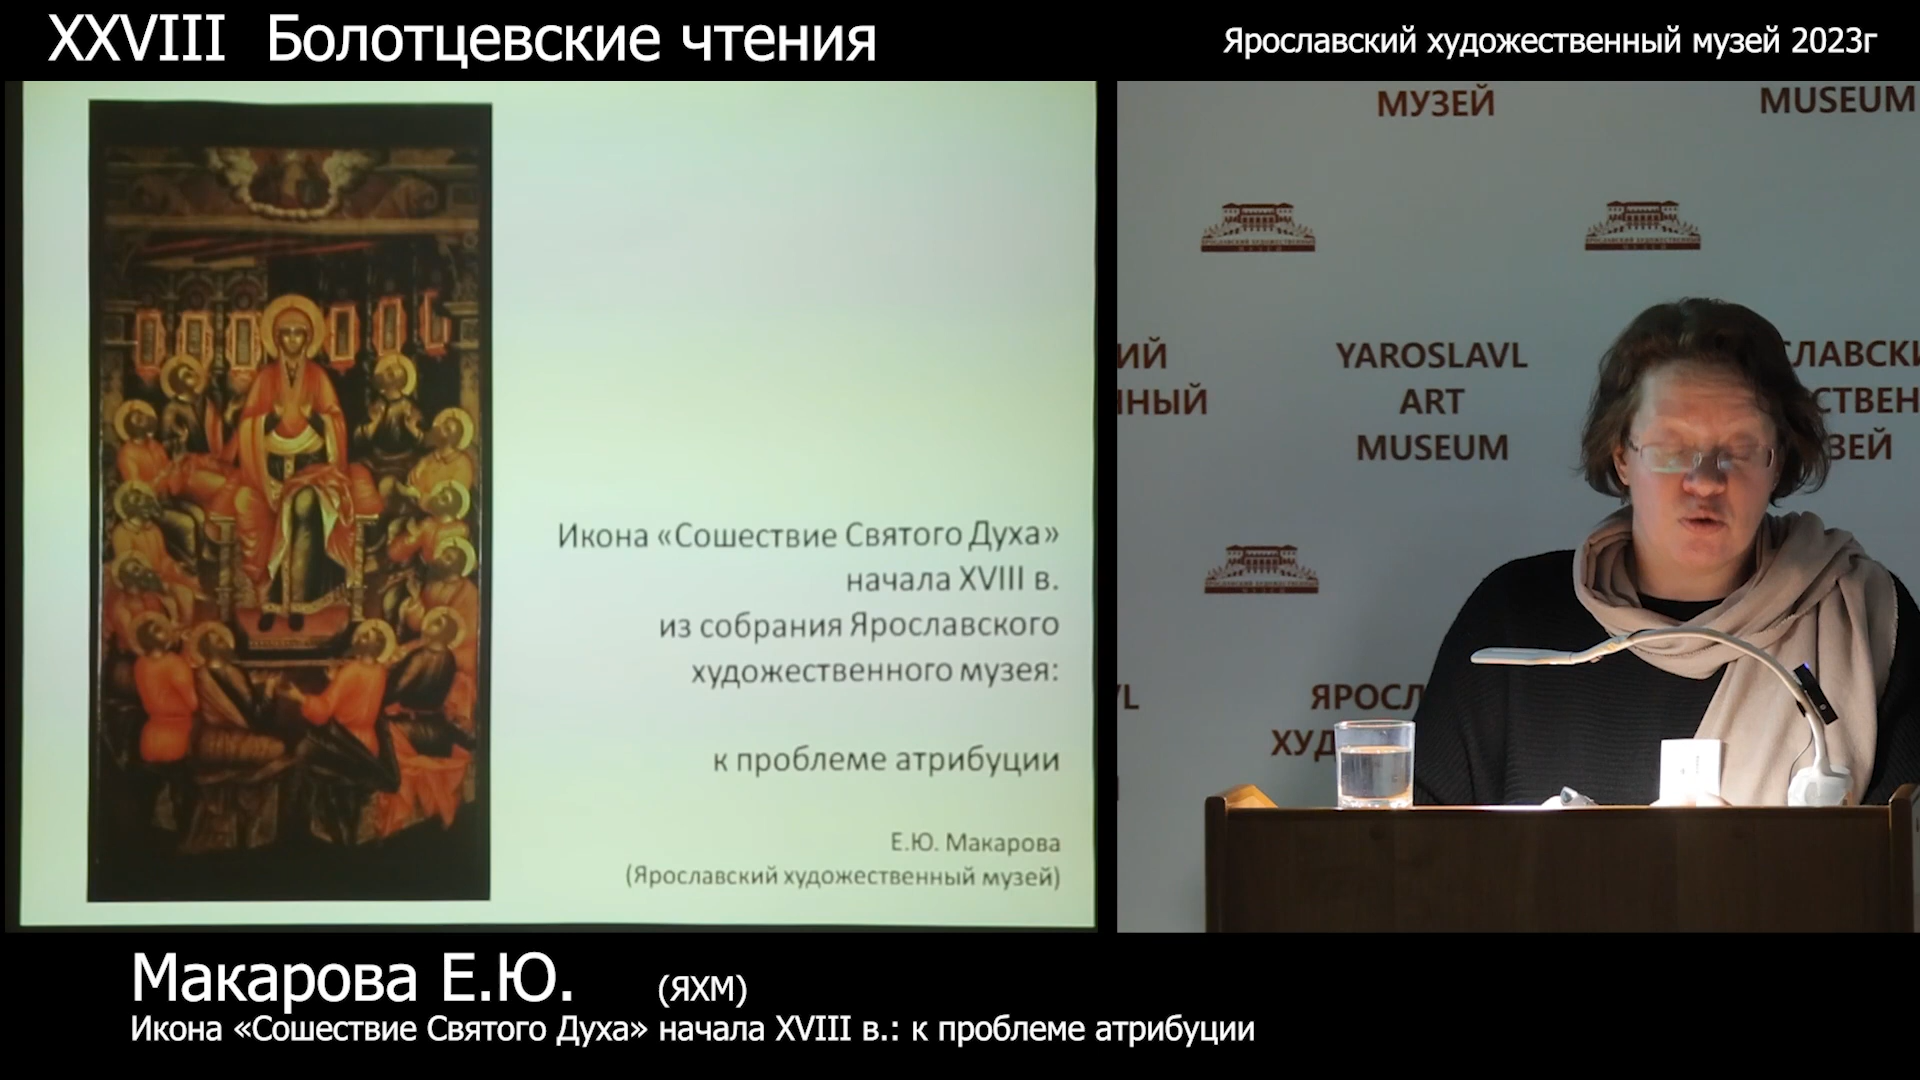 XXVIII Болотцевские чтения
Ярославский художественный музей 2023г
Икона «Сошествие Святого Духа»
начала XVIII в.
из собрания Ярославского
художественного музея:
к проблеме атрибуции
Е.Ю. Макарова
(Ярославский художественный музей)
МУЗЕЙ
MUSEUM
YAROSLAVL
ART
MUSEUM
Макарова Е.Ю. (ЯХМ)
Икона «Сошествие Святого Духа» начала XVIII в.: к проблеме атрибуции